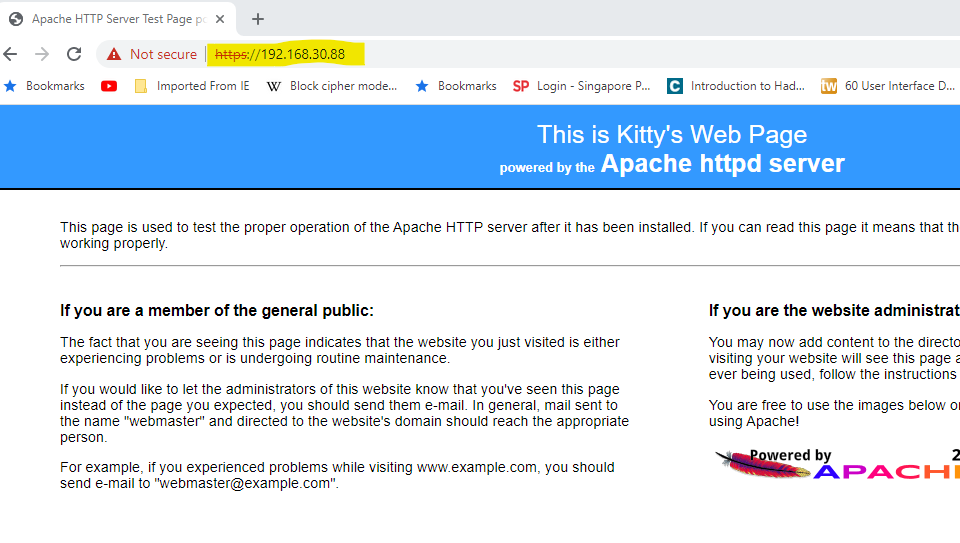 Apache HTTP Server Test Page po
Not secure https://192.168.30.88
Bookmarks Imported From IE Block cipher mode... Bookmarks Login - Singapore P... Introduction to Had... 60 User Interface D...
This is Kitty's Web Page
powered by the Apache httpd server
This page is used to test the proper operation of the Apache HTTP server after it has been installed. If you can read this page it means that th
working properly.
If you are a member of the general public:
The fact that you are seeing this page indicates that the website you just visited is either
experiencing problems or is undergoing routine maintenance.
If you would like to let the administrators of this website know that you've seen this page
instead of the page you expected, you should send them e-mail. In general, mail sent to
the name "webmaster" and directed to the website's domain should reach the appropriate
person.
For example, if you experienced problems while visiting www.example.com, you should
send e-mail to "webmaster@example.com".
If you are the website administrat
You may now add content to the directo
visiting your website will see this page a
ever being used, follow the instructions
You are free to use the images below on
using Apache!
Powered by 2
APACHE